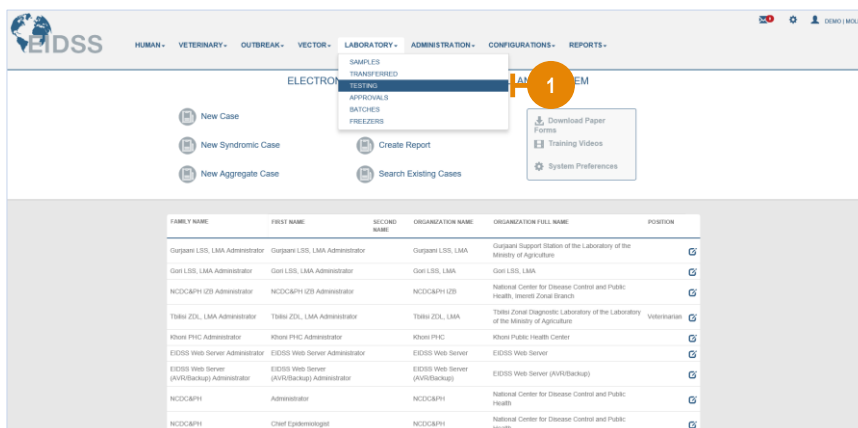 EIDSS
HUMAN VETERINARY OUTBREAK VECTOR LABORATORY ADMINISTRATION CONFIGURATIONS REPORTS
DEMO | MOL
SAMPLES
TRANSFERRED
TESTING
APPROVALS
BATCHES
FREEZERS
1
New Case
New Syndromic Case
New Aggregate Case
Create Report
Search Existing Cases
Download Paper Forms
Training Videos
System Preferences
FAMILY NAME FIRST NAME SECOND NAME ORGANIZATION NAME ORGANIZATION FULL NAME POSITION
Gurjaani LSS, LMA Administrator Gurjaani LSS, LMA Administrator Gurjaani LSS, LMA Gurjaani Support Station of the Laboratory of the Ministry of Agriculture
Gori LSS, LMA Administrator Gori LSS, LMA Administrator Gori LSS, LMA Gori LSS, LMA
NCDC&PH IZB Administrator NCDC&PH IZB Administrator NCDC&PH IZB National Center for Disease Control and Public Health, Imereti Zonal Branch
Tbilisi ZDL, LMA Administrator Tbilisi ZDL, LMA Administrator Tbilisi ZDL, LMA Tbilisi Zonal Diagnostic Laboratory of the Laboratory of the Ministry of Agriculture Veterinarian
Khoni PHC Administrator Khoni PHC Administrator Khoni PHC Khoni Public Health Center
EIDSS Web Server Administrator EIDSS Web Server Administrator EIDSS Web Server EIDSS Web Server
EIDSS Web Server (AVR/Backup) Administrator EIDSS Web Server (AVR/Backup) Administrator EIDSS Web Server (AVR/Backup) EIDSS Web Server (AVR/Backup)
NCDC&PH Administrator NCDC&PH National Center for Disease Control and Public Health
NCDC&PH Chief Epidemiologist NCDC&PH National Center for Disease Control and Public